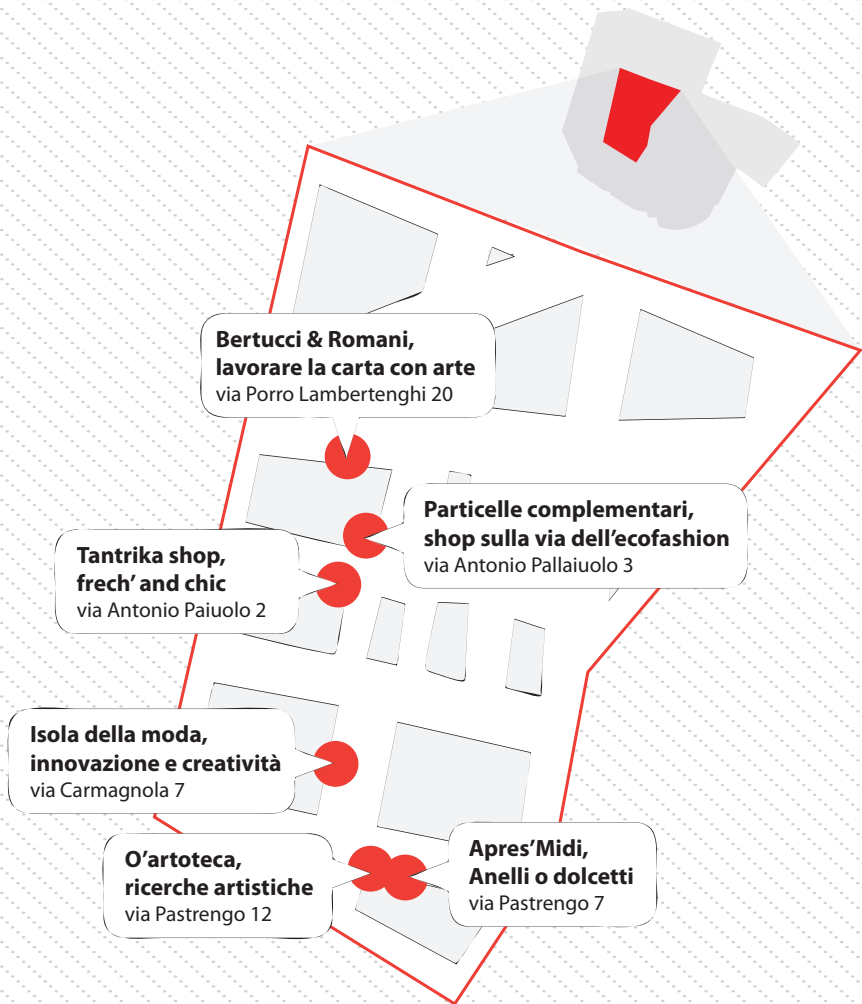 Bertucci & Romani,
lavorare la carta con arte
via Porro Lambertenghi 20
Particelle complementari,
shop sulla via dell'ecofashion
via Antonio Pallaiuolo 3
Tantrika shop,
frech' and chic
via Antonio Paiuolo 2
Isola della moda,
innovazione e creatività
via Carmagnola 7
O'artoteca,
ricerche artistiche
via Pastrengo 12
Apres'Midi,
Anelli o dolcetti
via Pastrengo 7